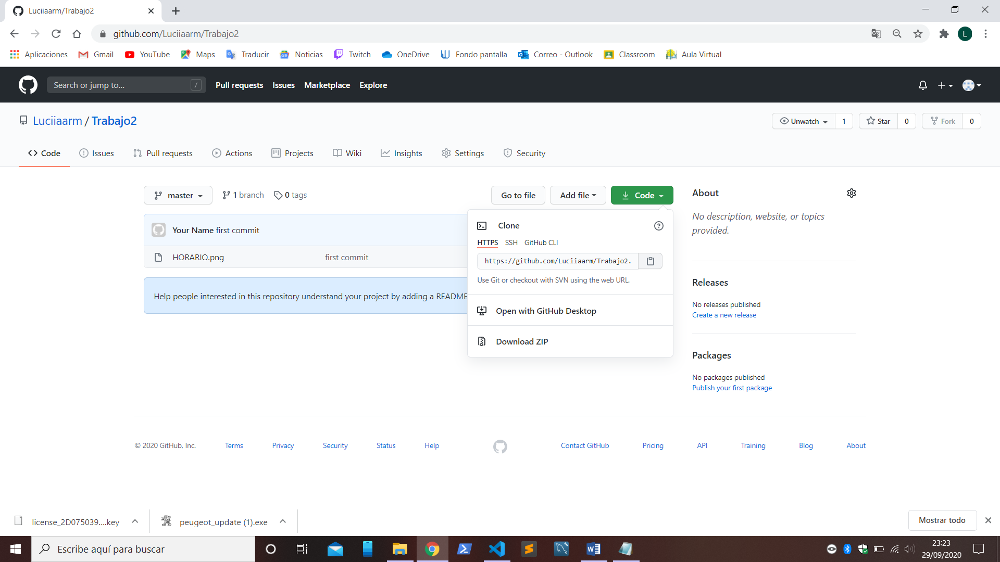 Luciiaarm/Trabajo2
github.com/Luciiaarm/Trabajo2
L
Aplicaciones Gmail YouTube Maps Traducir Noticias Twitch OneDrive Fondo pantalla Correo - Outlook Classroom Aula Virtual
Search or jump to... / Pull requests Issues Marketplace Explore
Luciiaarm / Trabajo2
Unwatch 1 Star 0 Fork 0
Code Issues Pull requests Actions Projects Wiki Insights Settings Security
master 1 branch 0 tags Go to file Add file Code
Your Name first commit
HORARIO.png first commit
Help people interested in this repository understand your project by adding a README
Clone
HTTPS SSH GitHub CLI
https://github.com/Luciiaarm/Trabajo2.
Use Git or checkout with SVN using the web URL.
Open with GitHub Desktop
Download ZIP
About
No description, website, or topics
provided.
Releases
No releases published
Create a new release
Packages
No packages published
Publish your first package
© 2020 GitHub, Inc. Terms Privacy Security Status Help Contact GitHub Pricing API Training Blog About
license_2D075039....key peugeot_update (1).exe Mostrar todo
Escribe aquí para buscar
23:23
29/09/2020